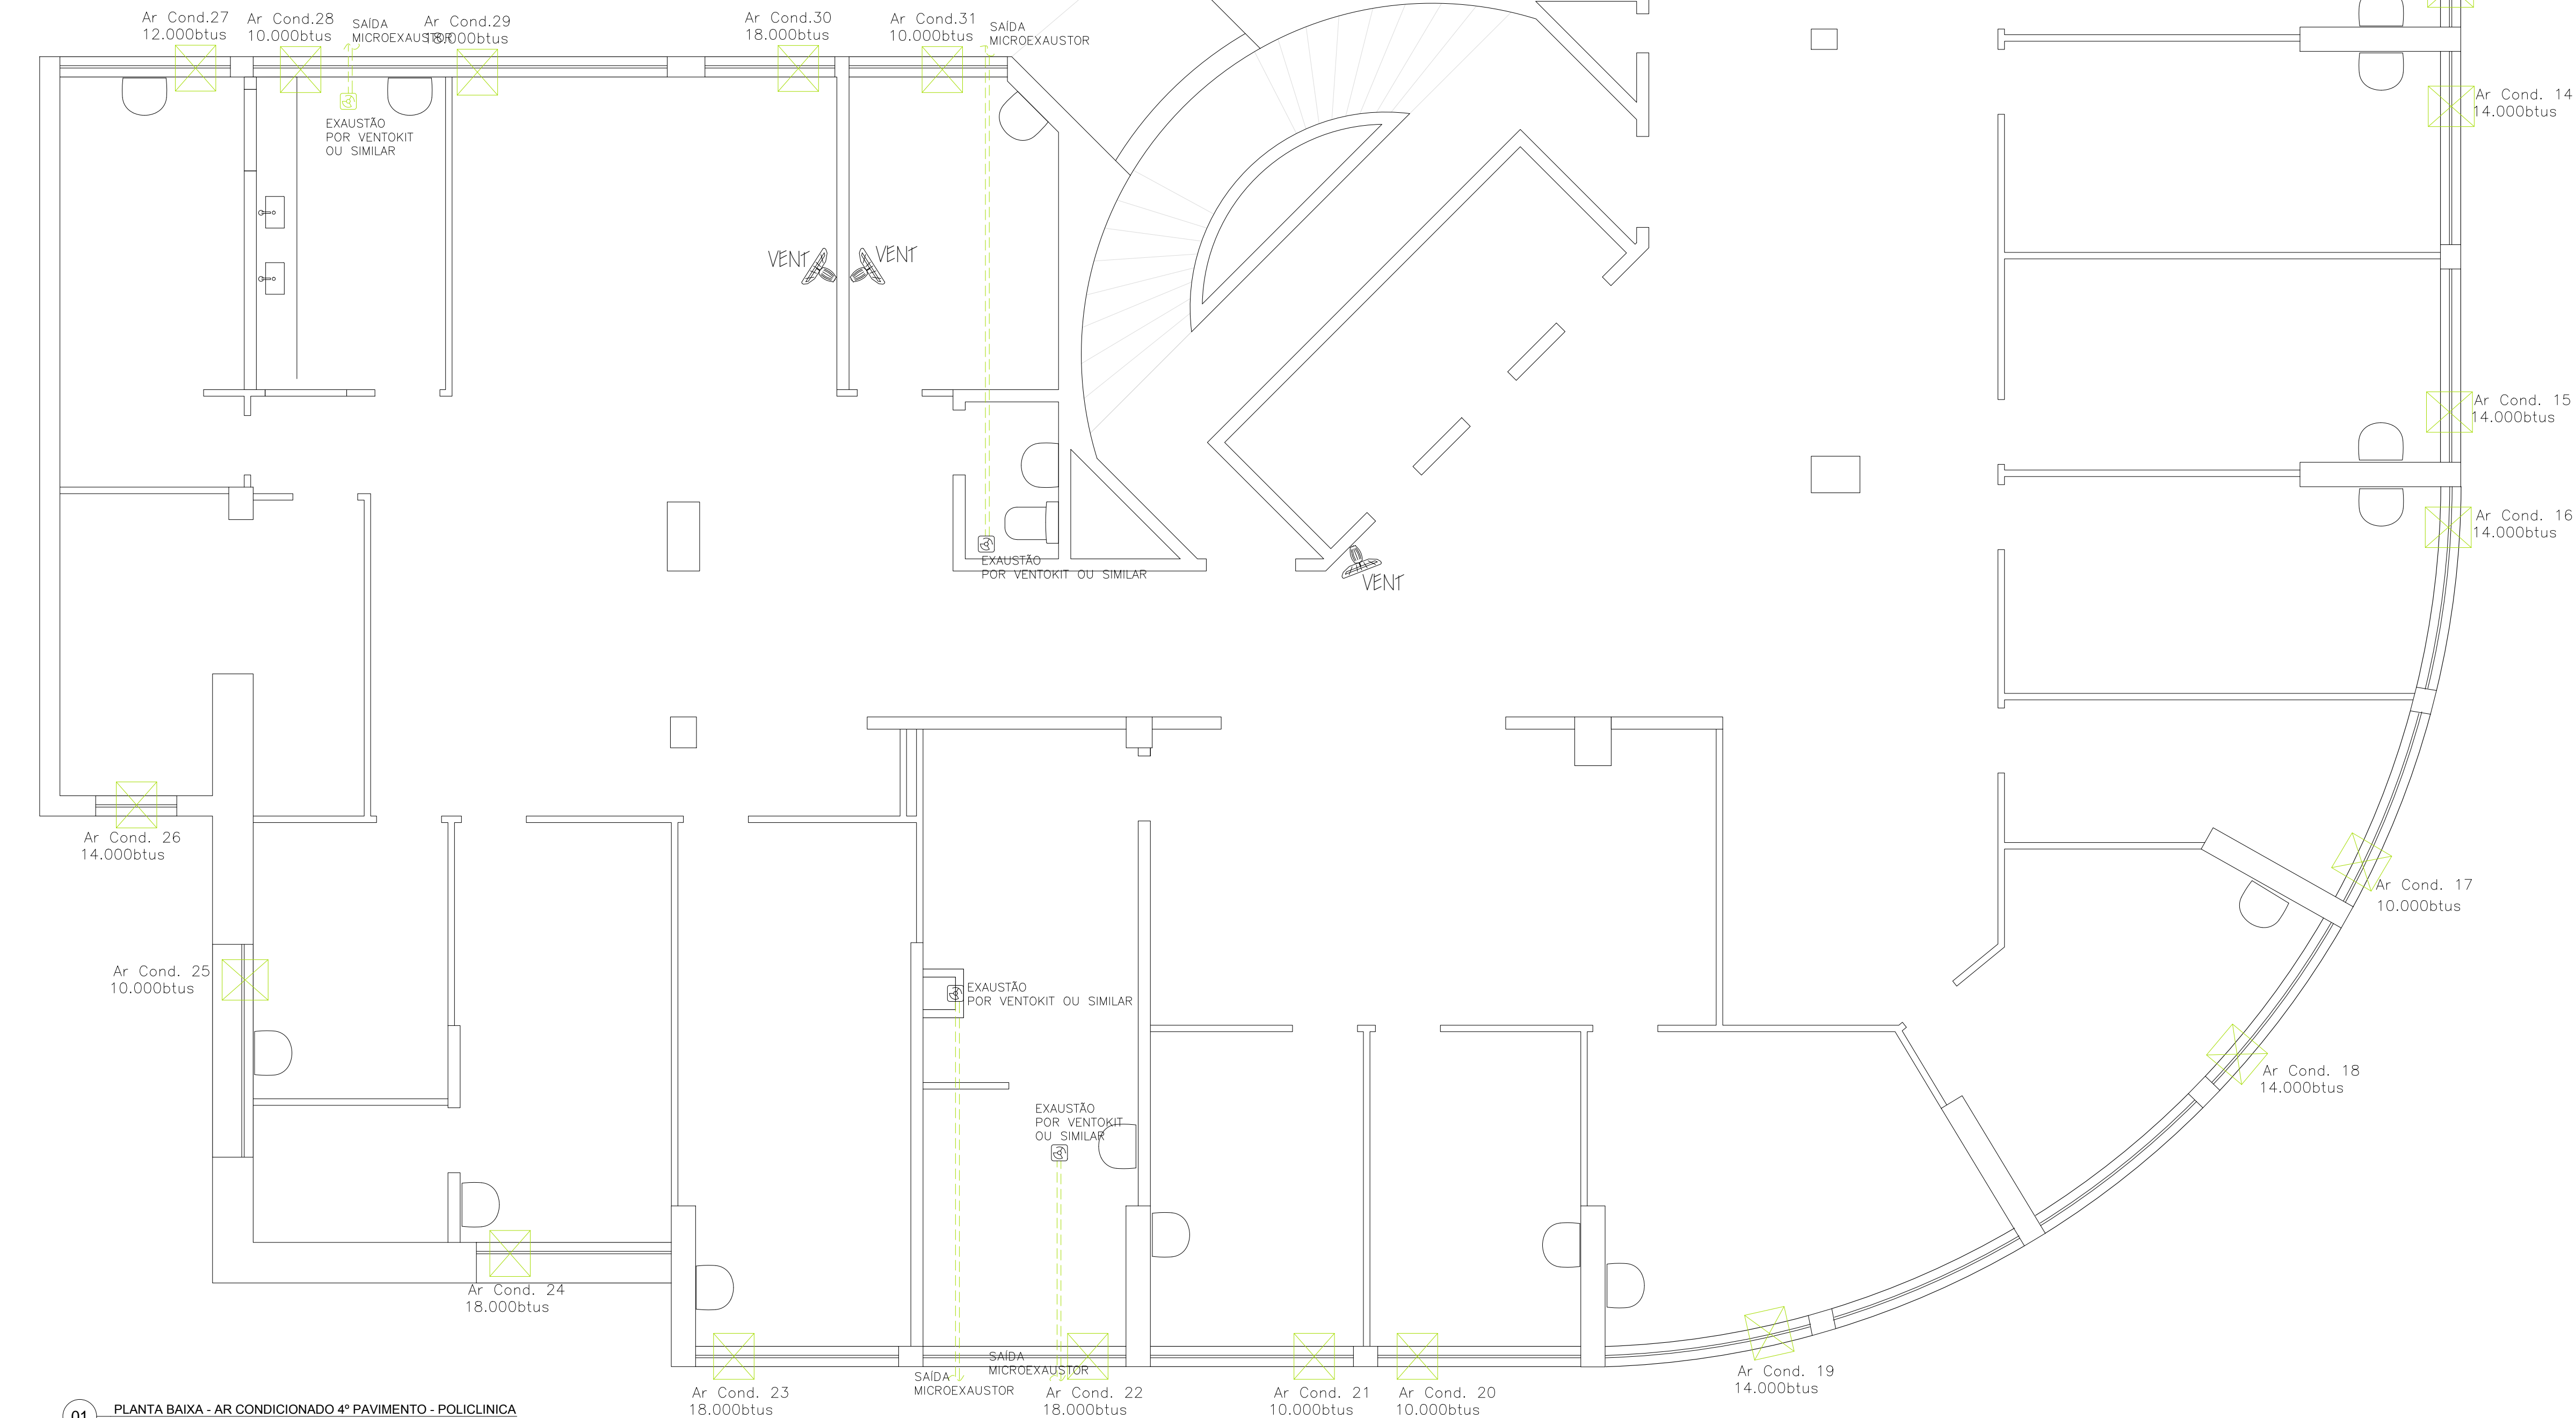 Ar Cond.27
12.000btus
Ar Cond.28
10.000btus
SAÍDA
MICROEXAUSTOR
Ar Cond.29
18.000btus
Ar Cond.30
18.000btus
Ar Cond.31
10.000btus
SAÍDA
MICROEXAUSTOR
EXAUSTÃO
POR VENTOKIT
OU SIMILAR
Ar Cond. 14
14.000btus
VENT
VENT
Ar Cond. 15
14.000btus
Ar Cond. 16
14.000btus
EXAUSTÃO
POR VENTOKIT OU SIMILAR
VENT
Ar Cond. 26
14.000btus
Ar Cond. 17
10.000btus
Ar Cond. 25
10.000btus
EXAUSTÃO
POR VENTOKIT OU SIMILAR
Ar Cond. 18
14.000btus
EXAUSTÃO
POR VENTOKIT
OU SIMILAR
Ar Cond. 24
18.000btus
SAÍDA
MICROEXAUSTOR
SAÍDA
MICROEXAUSTOR
Ar Cond. 19
14.000btus
Ar Cond. 23
18.000btus
Ar Cond. 22
18.000btus
Ar Cond. 21
10.000btus
Ar Cond. 20
10.000btus
01
PLANTA BAIXA - AR CONDICIONADO 4º PAVIMENTO - POLICLINICA